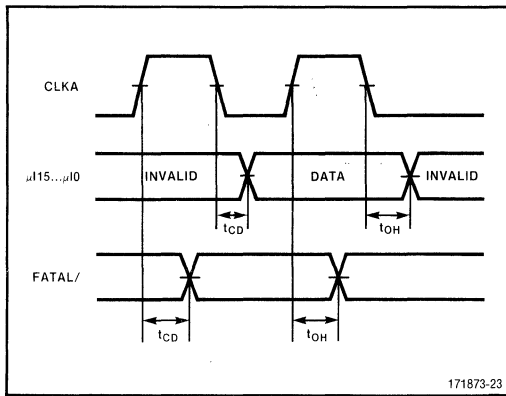 CLKA
μI15...μI0
INVALID
DATA
INVALID
tCD
tOH
FATAL/
tCD
tOH
171873-23